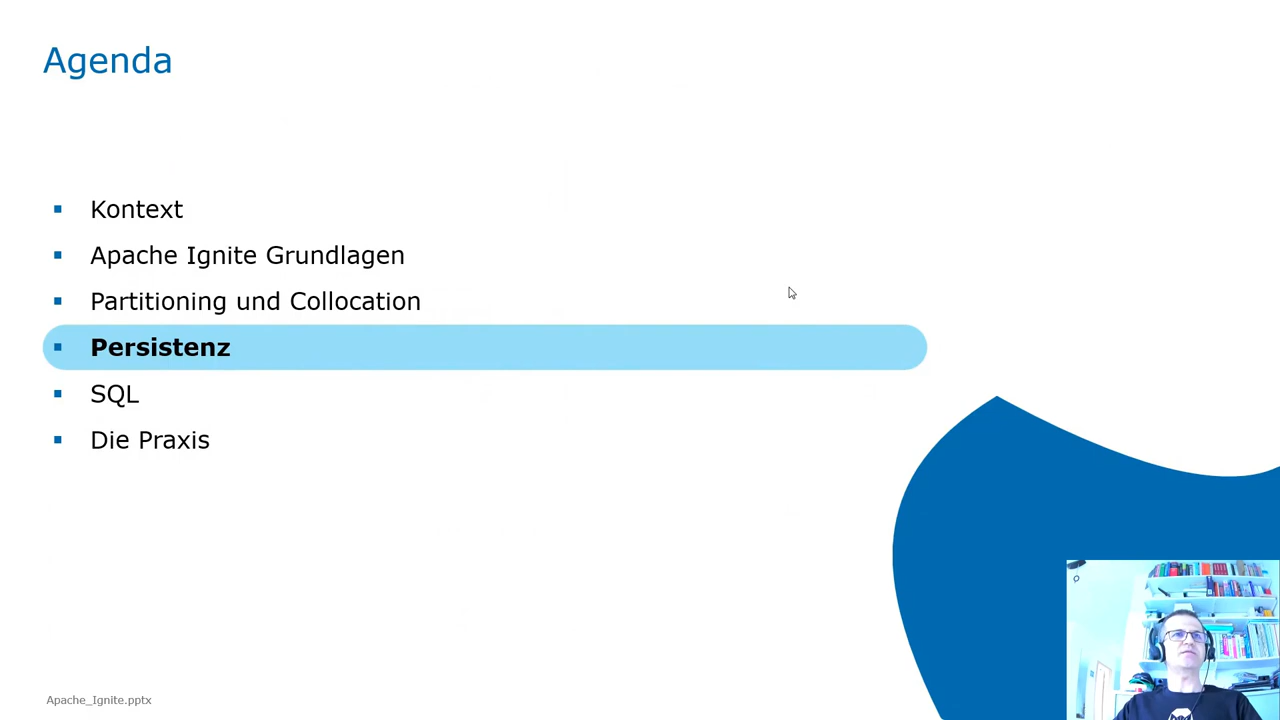 Agenda
Kontext
Apache Ignite Grundlagen
Partitioning und Collocation
Persistenz
SQL
Die Praxis
Apache_Ignite.pptx